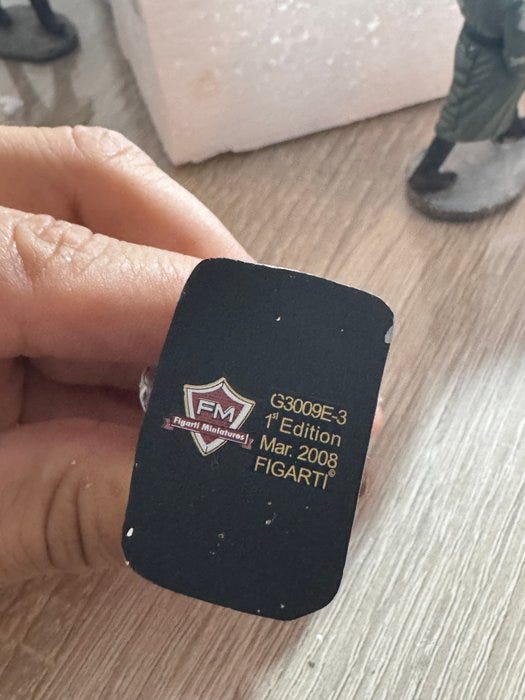 FM
Figarti Miniatures
G3009E-3
1st Edition
Mar. 2008
FIGARTI©